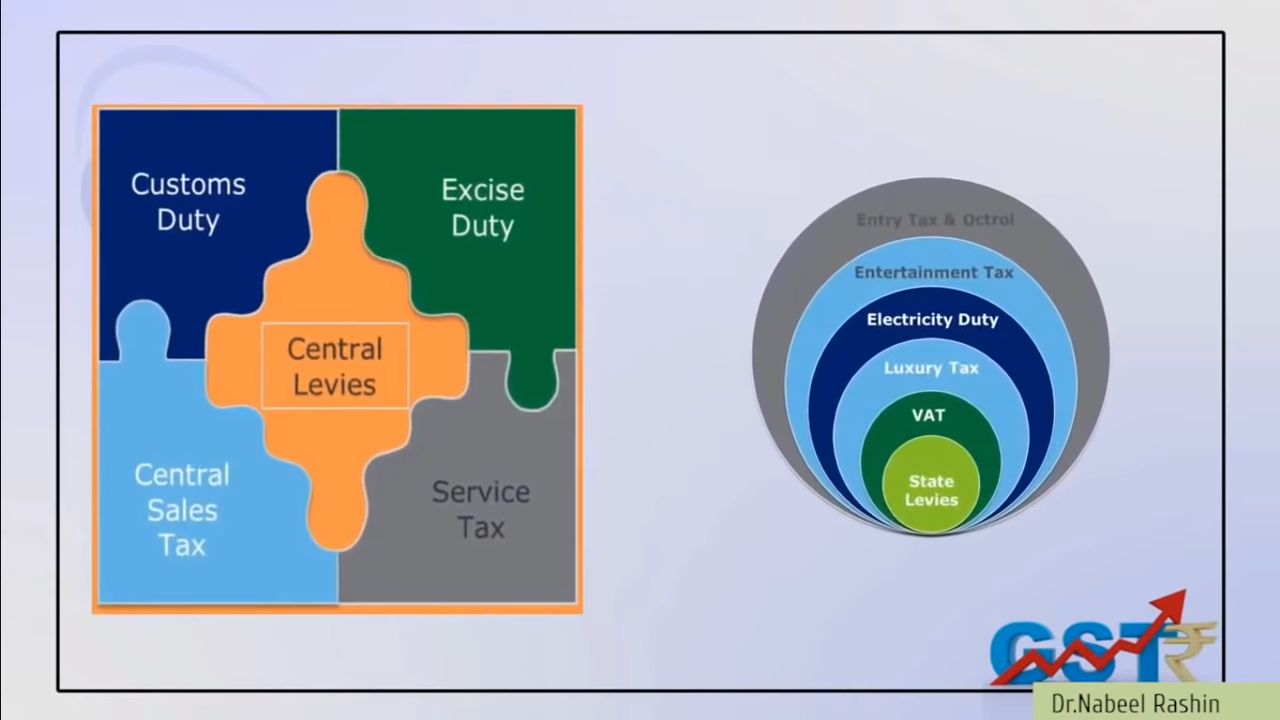 Customs
Duty
Excise
Duty
Central
Levies
Central
Sales
Tax
Service
Tax
Entry Tax & Octroi
Entertainment Tax
Electricity Duty
Luxury Tax
VAT
State
Levies
GST₹
Dr.Nabeel Rashin